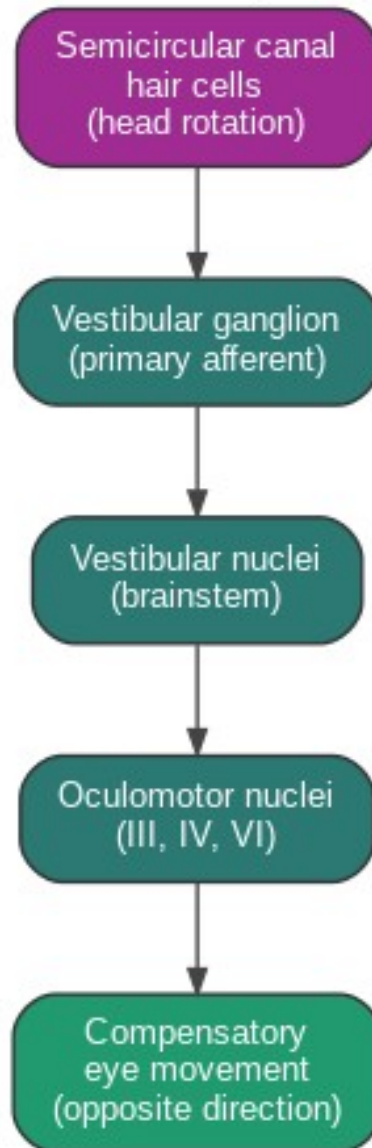 Semicircular canal
hair cells
(head rotation)
Vestibular ganglion
(primary afferent)
Vestibular nuclei
(brainstem)
Oculomotor nuclei
(III, IV, VI)
Compensatory
eye movement
(opposite direction)